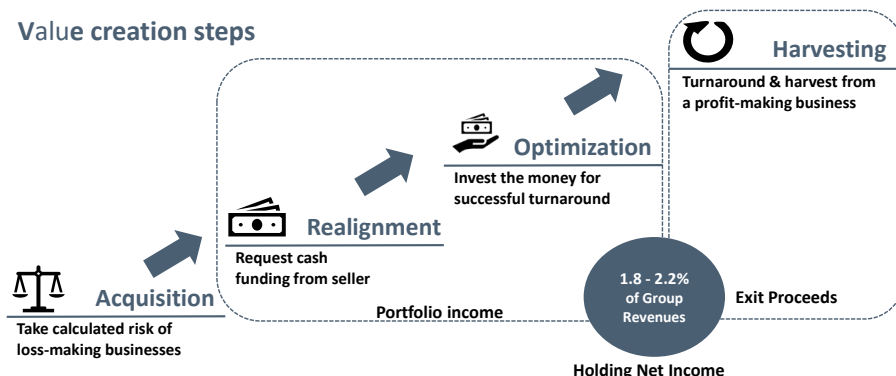 Value creation steps
Harvesting
Turnaround & harvest from
a profit-making business
Optimization
Invest the money for
successful turnaround
Realignment
Request cash
funding from seller
Acquisition
Take calculated risk of
loss-making businesses
Portfolio income
1.8 - 2.2%
of Group
Revenues
Exit Proceeds
Holding Net Income